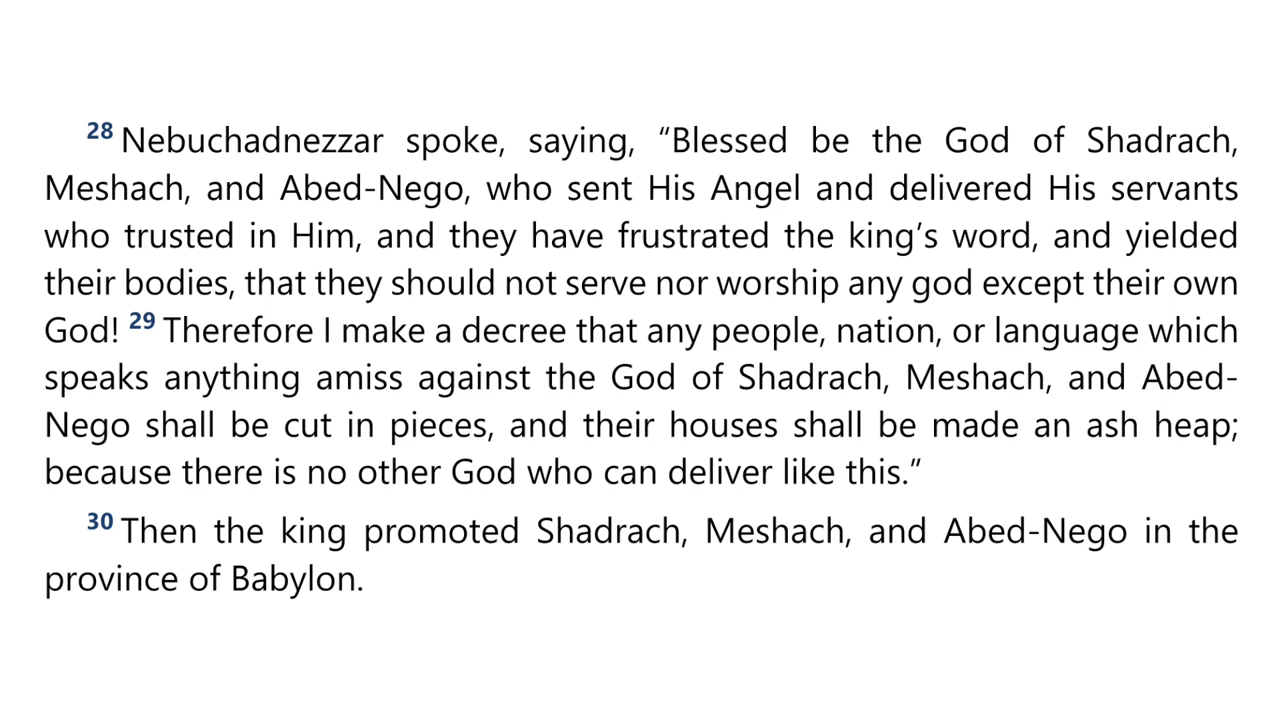 28 Nebuchadnezzar spoke, saying, “Blessed be the God of Shadrach,
Meshach, and Abed-Nego, who sent His Angel and delivered His servants
who trusted in Him, and they have frustrated the king’s word, and yielded
their bodies, that they should not serve nor worship any god except their own
God! 29 Therefore I make a decree that any people, nation, or language which
speaks anything amiss against the God of Shadrach, Meshach, and Abed-
Nego shall be cut in pieces, and their houses shall be made an ash heap;
because there is no other God who can deliver like this.”
30 Then the king promoted Shadrach, Meshach, and Abed-Nego in the
province of Babylon.